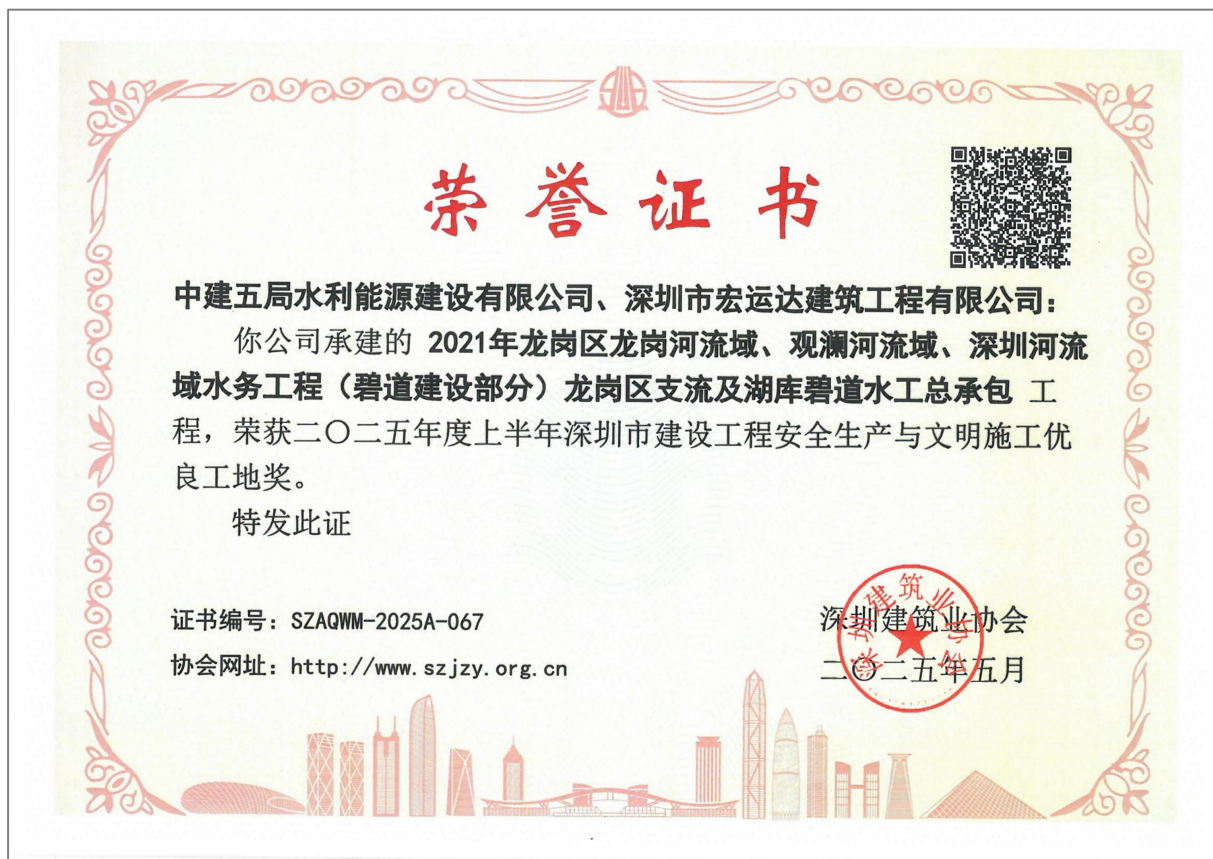 荣誉证书
中建五局水利能源建设有限公司、深圳市宏运达建筑工程有限公司：
你公司承建的 2021年龙岗区龙岗河流域、观澜河流域、深圳河流
域水务工程（碧道建设部分）龙岗区支流及湖库碧道水工总承包 工
程，荣获二〇二五年度上半年深圳市建设工程安全生产与文明施工优
良工地奖。
特发此证
证书编号：SZAQWM-2025A-067
深圳建筑业协会
协会网址：http://www.szjzy.org.cn
二〇二五年五月
深圳建筑业协会